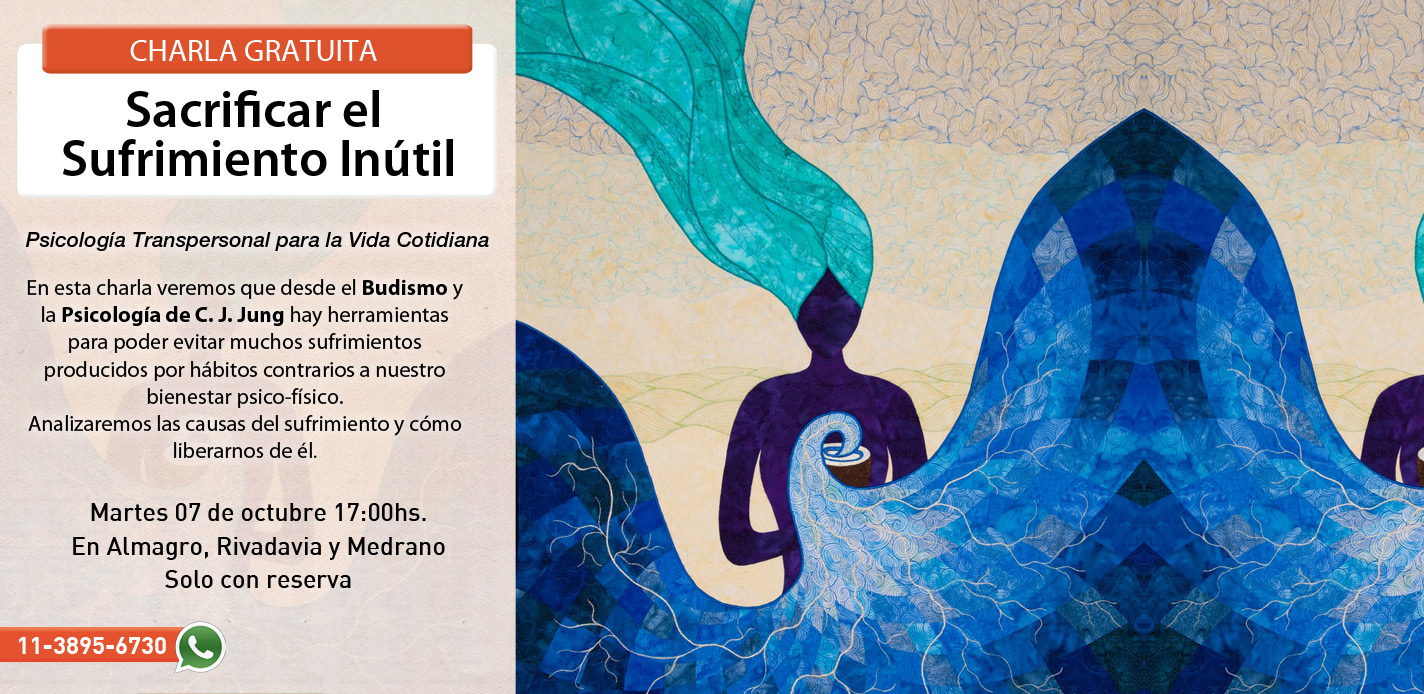 CHARLA GRATUITA
Sacrificar el
Sufrimiento Inútil
Psicología Transpersonal para la Vida Cotidiana
En esta charla veremos que desde el Budismo y
la Psicología de C. J. Jung hay herramientas
para poder evitar muchos sufrimientos
producidos por hábitos contrarios a nuestro
bienestar psico-físico.
Analizaremos las causas del sufrimiento y cómo
liberarnos de él.
Martes 07 de octubre 17:00hs.
En Almagro, Rivadavia y Medrano
Solo con reserva
11-3895-6730